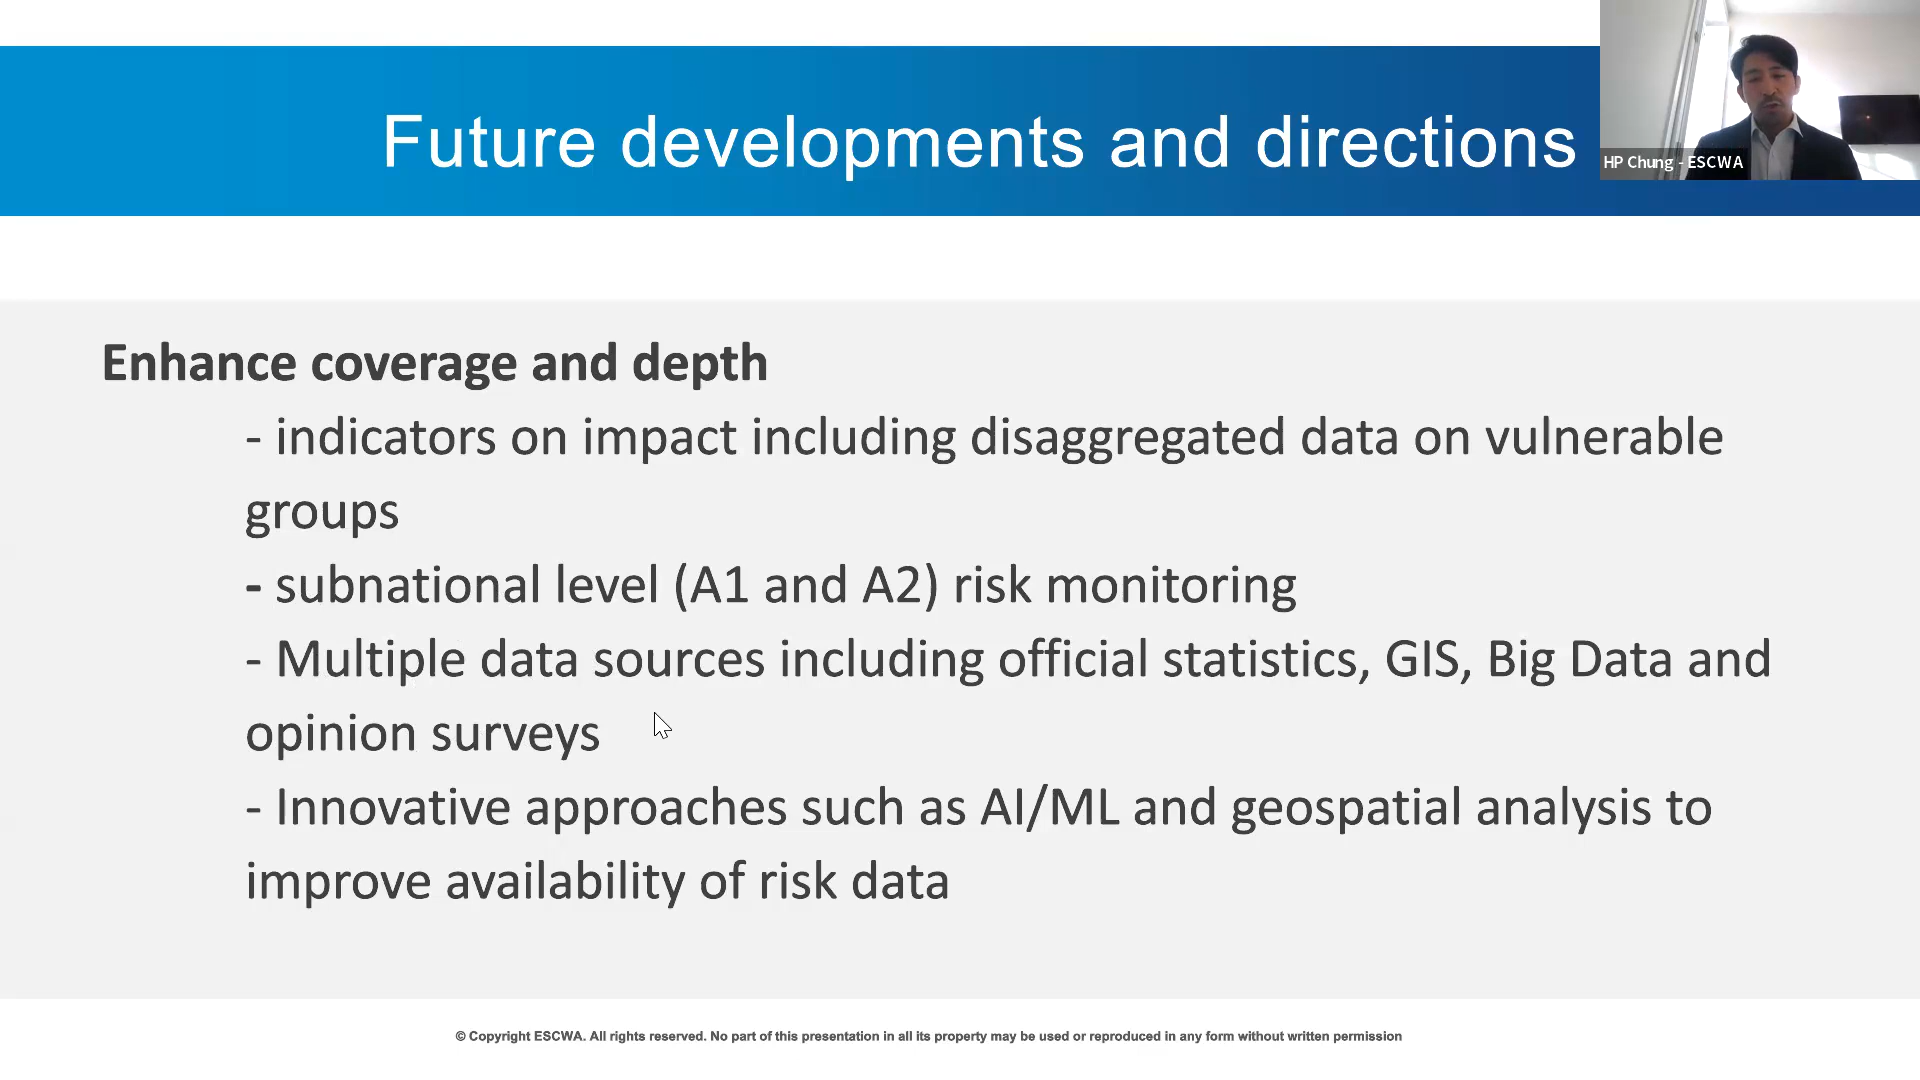 Future developments and directions
HP Chung - ESCWA
Enhance coverage and depth
- indicators on impact including disaggregated data on vulnerable
groups
- subnational level (A1 and A2) risk monitoring
- Multiple data sources including official statistics, GIS, Big Data and
opinion surveys
- Innovative approaches such as AI/ML and geospatial analysis to
improve availability of risk data
© Copyright ESCWA. All rights reserved. No part of this presentation in all its property may be used or reproduced in any form without written permission